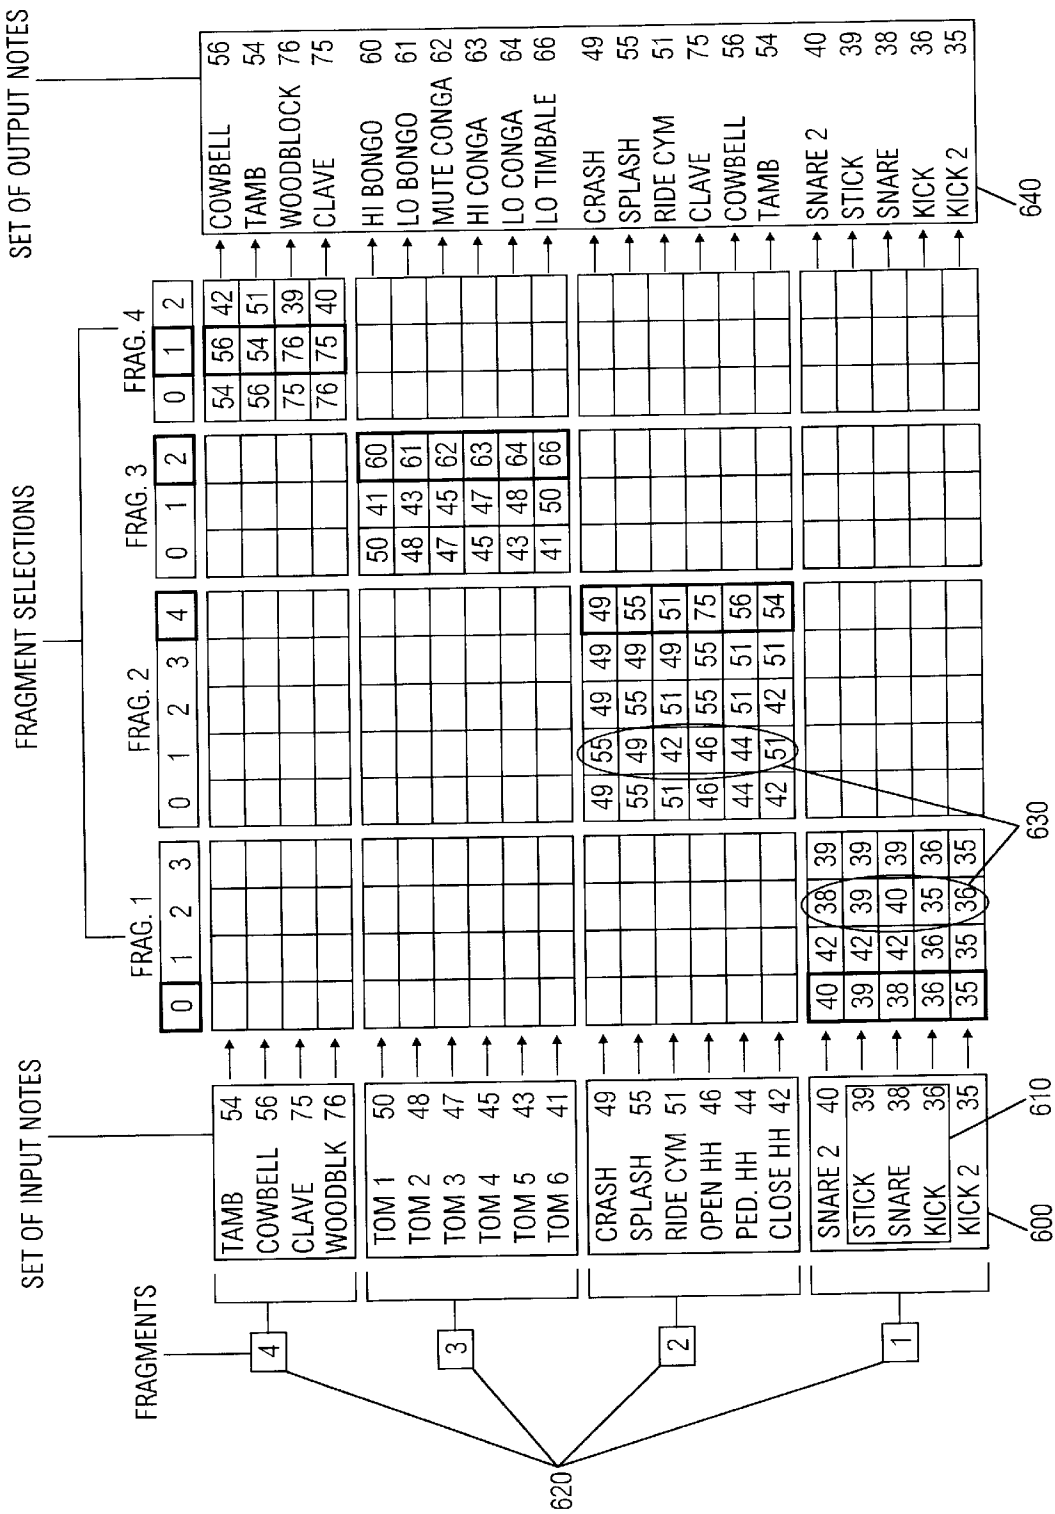 FRAGMENT SELECTIONS
SET OF INPUT NOTES
SET OF OUTPUT NOTES
FRAGMENTS
FRAG. 1 FRAG. 2 FRAG. 3 FRAG. 4
0 1 2 3 0 1 2 3 4 0 1 2 0 1 2
4
TAMB 54 54 56 42 COWBELL 56
COWBELL 56 56 54 51 TAMB 54
CLAVE 75 75 76 39 WOODBLOCK 76
WOODBLK 76 76 75 40 CLAVE 75
3
TOM 1 50 50 41 60 HI BONGO 60
TOM 2 48 48 43 61 LO BONGO 61
TOM 3 47 47 45 62 MUTE CONGA 62
TOM 4 45 45 47 63 HI CONGA 63
TOM 5 43 43 48 64 LO CONGA 64
TOM 6 41 41 50 66 LO TIMBALE 66
2
CRASH 49 49 55 49 49 49 CRASH 49
SPLASH 55 55 49 55 49 55 SPLASH 55
RIDE CYM 51 51 42 51 49 51 RIDE CYM 51
OPEN HH 46 46 46 55 55 75 CLAVE 75
PED. HH 44 44 44 51 51 56 COWBELL 56
CLOSE HH 42 42 51 42 51 54 TAMB 54
1
SNARE 2 40 40 42 38 39 SNARE 2 40
STICK 39 39 42 39 39 STICK 39
SNARE 38 38 42 40 39 SNARE 38
KICK 36 36 36 35 36 KICK 36
KICK 2 35 35 35 36 35 KICK 2 35
620
600
610
630
640